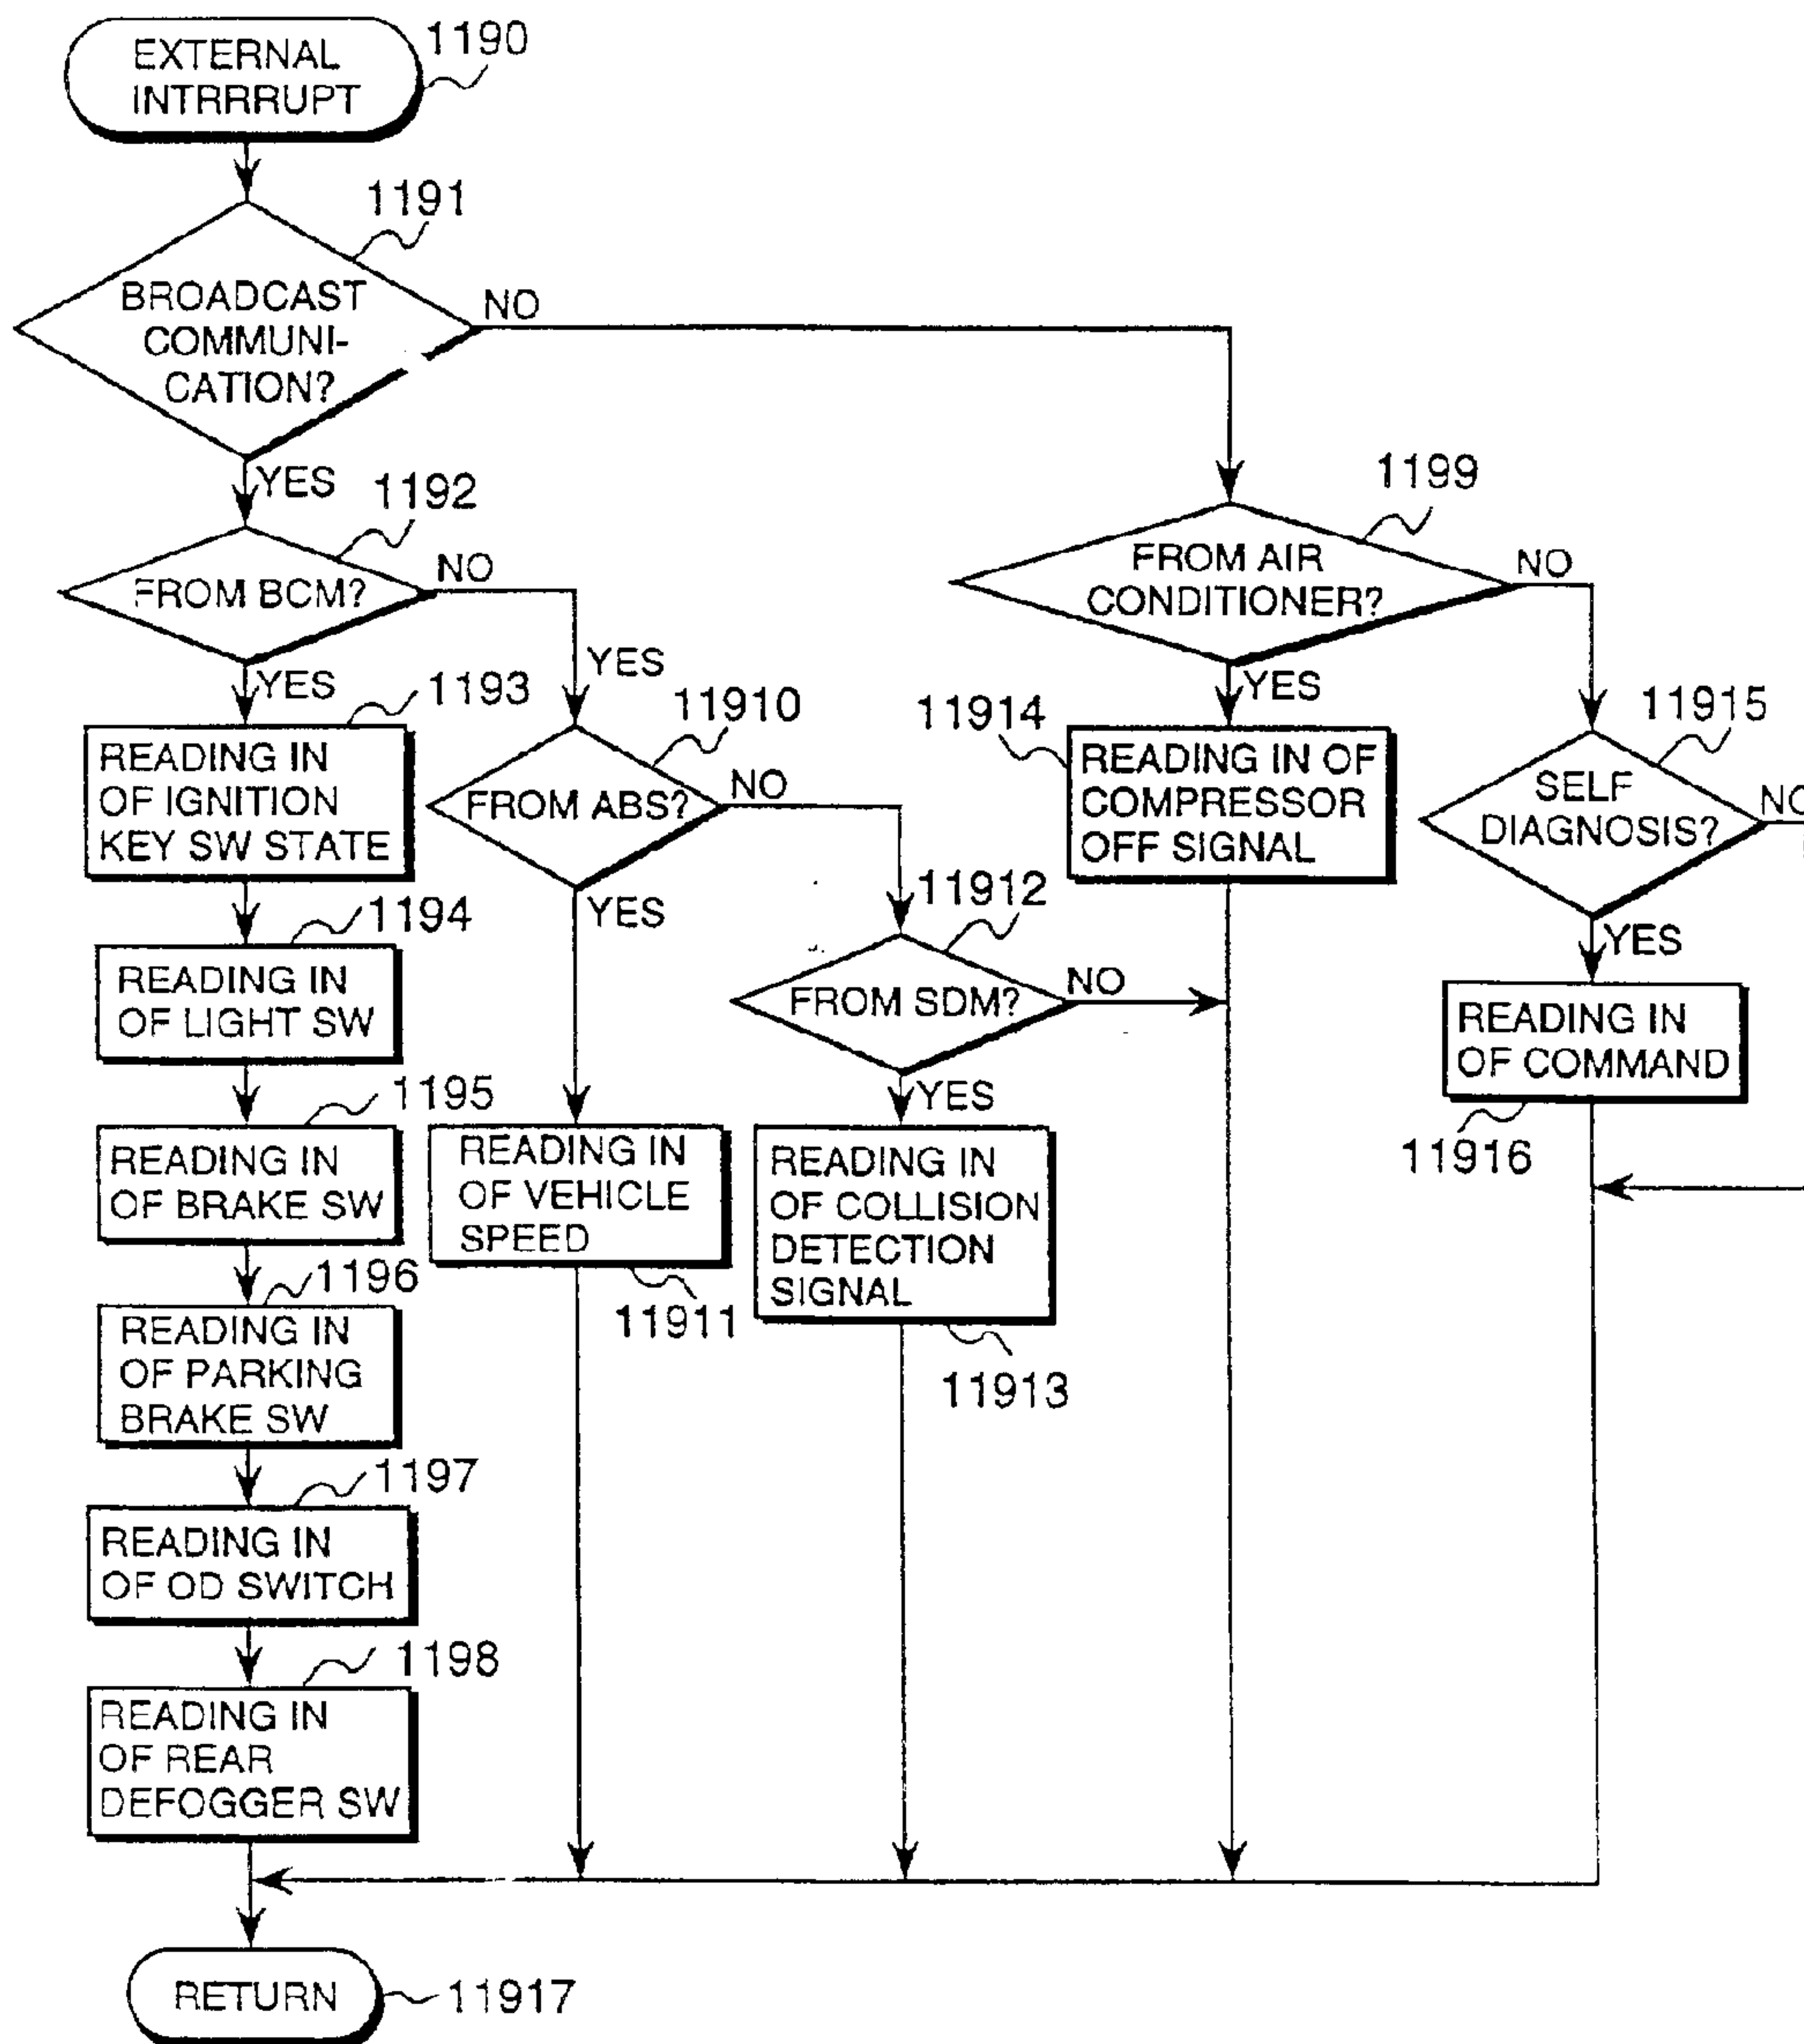 EXTERNAL
INTRRRUPT
1190
1191
BROADCAST
COMMUNI-
CATION?
NO
YES
1192
FROM BCM?
NO
YES
YES
1193
READING IN
OF IGNITION
KEY SW STATE
1194
READING IN
OF LIGHT SW
1195
READING IN
OF BRAKE SW
1196
READING IN
OF PARKING
BRAKE SW
1197
READING IN
OF OD SWITCH
1198
READING IN
OF REAR
DEFOGGER SW
RETURN
11917
11910
FROM ABS?
NO
YES
READING IN
OF VEHICLE
SPEED
11911
11912
FROM SDM?
NO
YES
READING IN
OF COLLISION
DETECTION
SIGNAL
11913
1199
FROM AIR
CONDITIONER?
NO
YES
11914
READING IN OF
COMPRESSOR
OFF SIGNAL
11915
SELF
DIAGNOSIS?
NO
YES
READING IN
OF COMMAND
11916